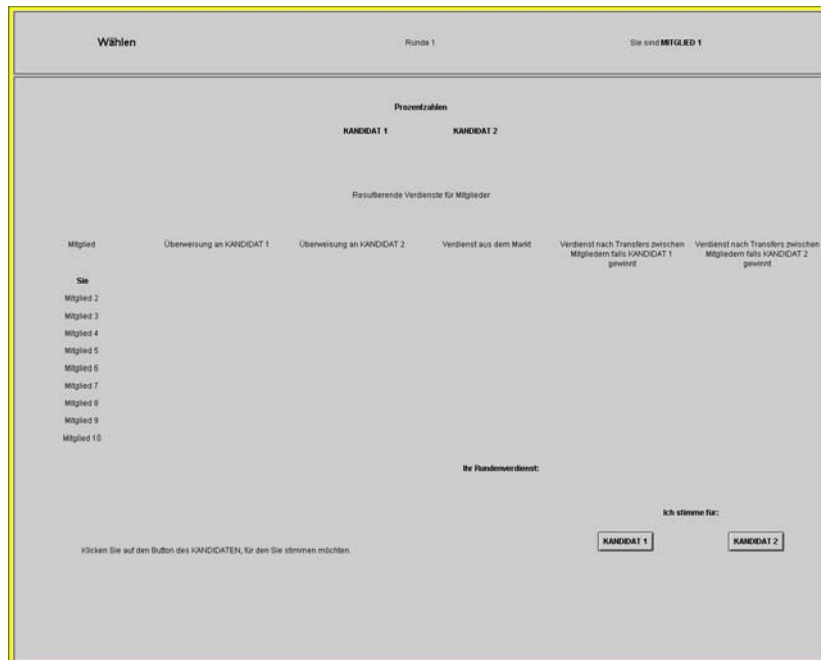 Wählen Runde 1 Sie sind MITGLIED 1
Prozentzahlen
KANDIDAT 1 KANDIDAT 2
Resultierende Verdienste für Mitglieder
Mitglied Überweisung an KANDIDAT 1 Überweisung an KANDIDAT 2 Verdienst aus dem Markt Verdienst nach Transfers zwischen Mitgliedern falls KANDIDAT 1 gewinnt Verdienst nach Transfers zwischen Mitgliedern falls KANDIDAT 2 gewinnt
Sie
Mitglied 2
Mitglied 3
Mitglied 4
Mitglied 5
Mitglied 6
Mitglied 7
Mitglied 8
Mitglied 9
Mitglied 10
Ihr Rundenverdienst:
Ich stimme für:
Klicken Sie auf den Button des KANDIDATEN, für den Sie stimmen möchten. KANDIDAT 1 KANDIDAT 2